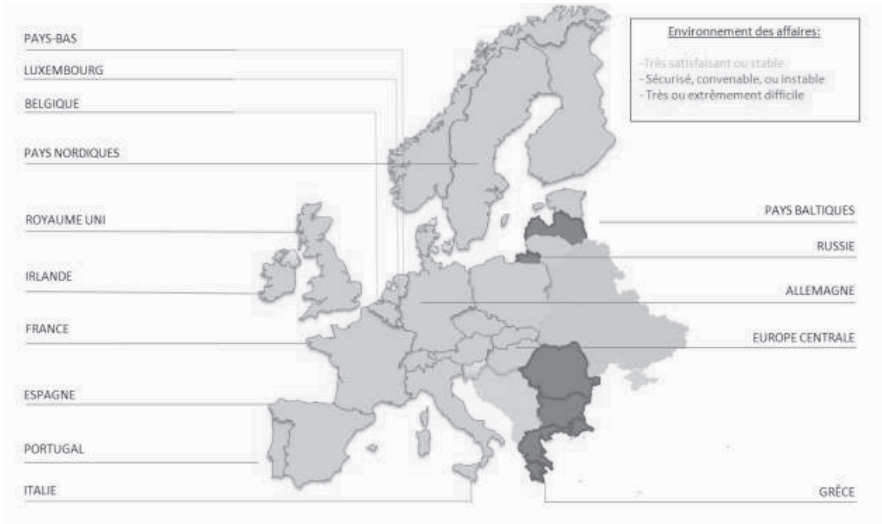 PAYS-BAS
LUXEMBOURG
BELGIQUE
PAYS NORDIQUES
ROYAUME UNI
IRLANDE
FRANCE
ESPAGNE
PORTUGAL
ITALIE
Environnement des affaires:
-Très satisfaisant ou stable
- Sécurisé, convenable, ou instable
- Très ou extrêmement difficile
PAYS BALTIQUES
RUSSIE
ALLEMAGNE
EUROPE CENTRALE
GRÊCE